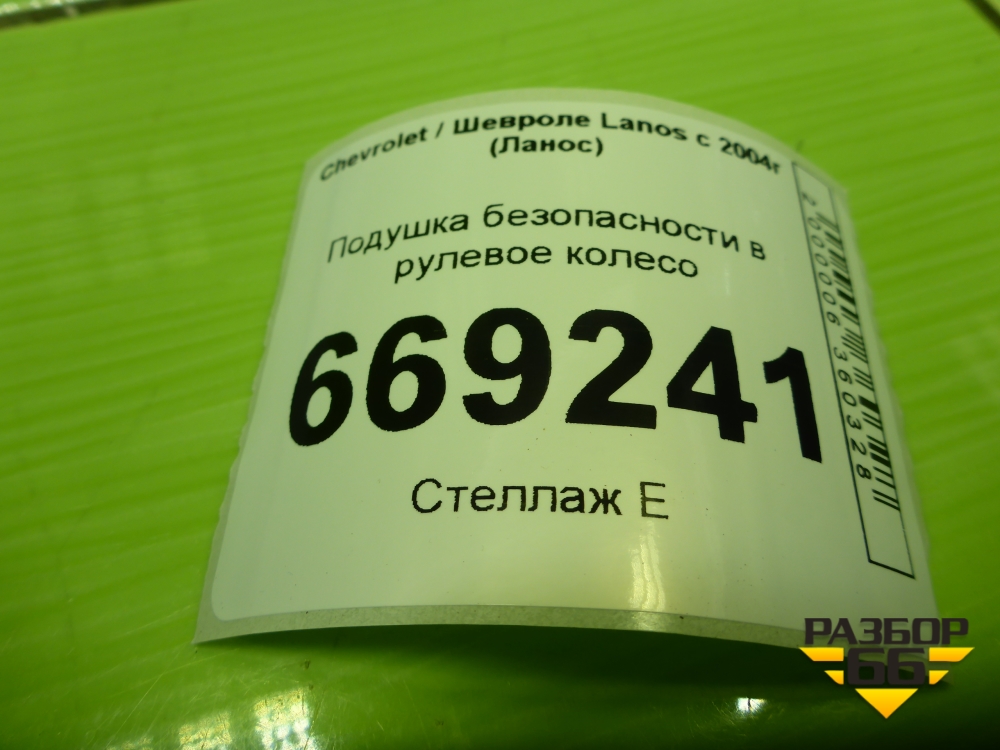 Chevrolet / Шевроле Lanos с 2004г
(Ланос)
Подушка безопасности в
рулевое колесо
669241
Стеллаж Е
2000006360328
РАЗБОР
66